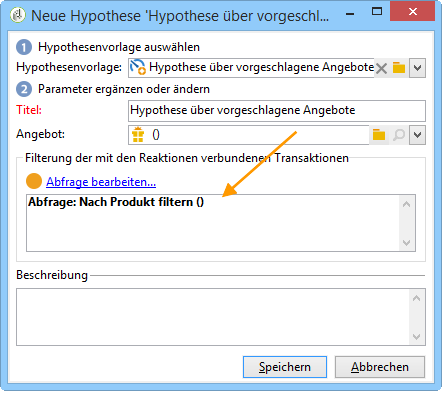 Neue Hypothese 'Hypothese über vorgeschl...
1 Hypothesenvorlage auswählen
Hypothesenvorlage: Hypothese über vorgeschlagene Angebote
2 Parameter ergänzen oder ändern
Titel: Hypothese über vorgeschlagene Angebote
Angebot: ()
Filterung der mit den Reaktionen verbundenen Transaktionen
Abfrage bearbeiten...
Abfrage: Nach Produkt filtern ()
Beschreibung
Speichern Abbrechen